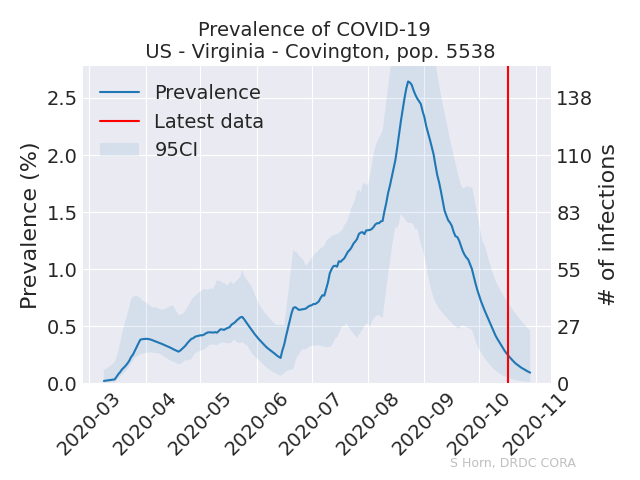 Prevalence of COVID-19
US - Virginia - Covington, pop. 5538
Prevalence
Latest data
95CI
Prevalence (%)
2.5
2.0
1.5
1.0
0.5
0.0
138
110
83
55
27
0
# of infections
2020-03
2020-04
2020-05
2020-06
2020-07
2020-08
2020-09
2020-10
2020-11
S Horn, DRDC CORA